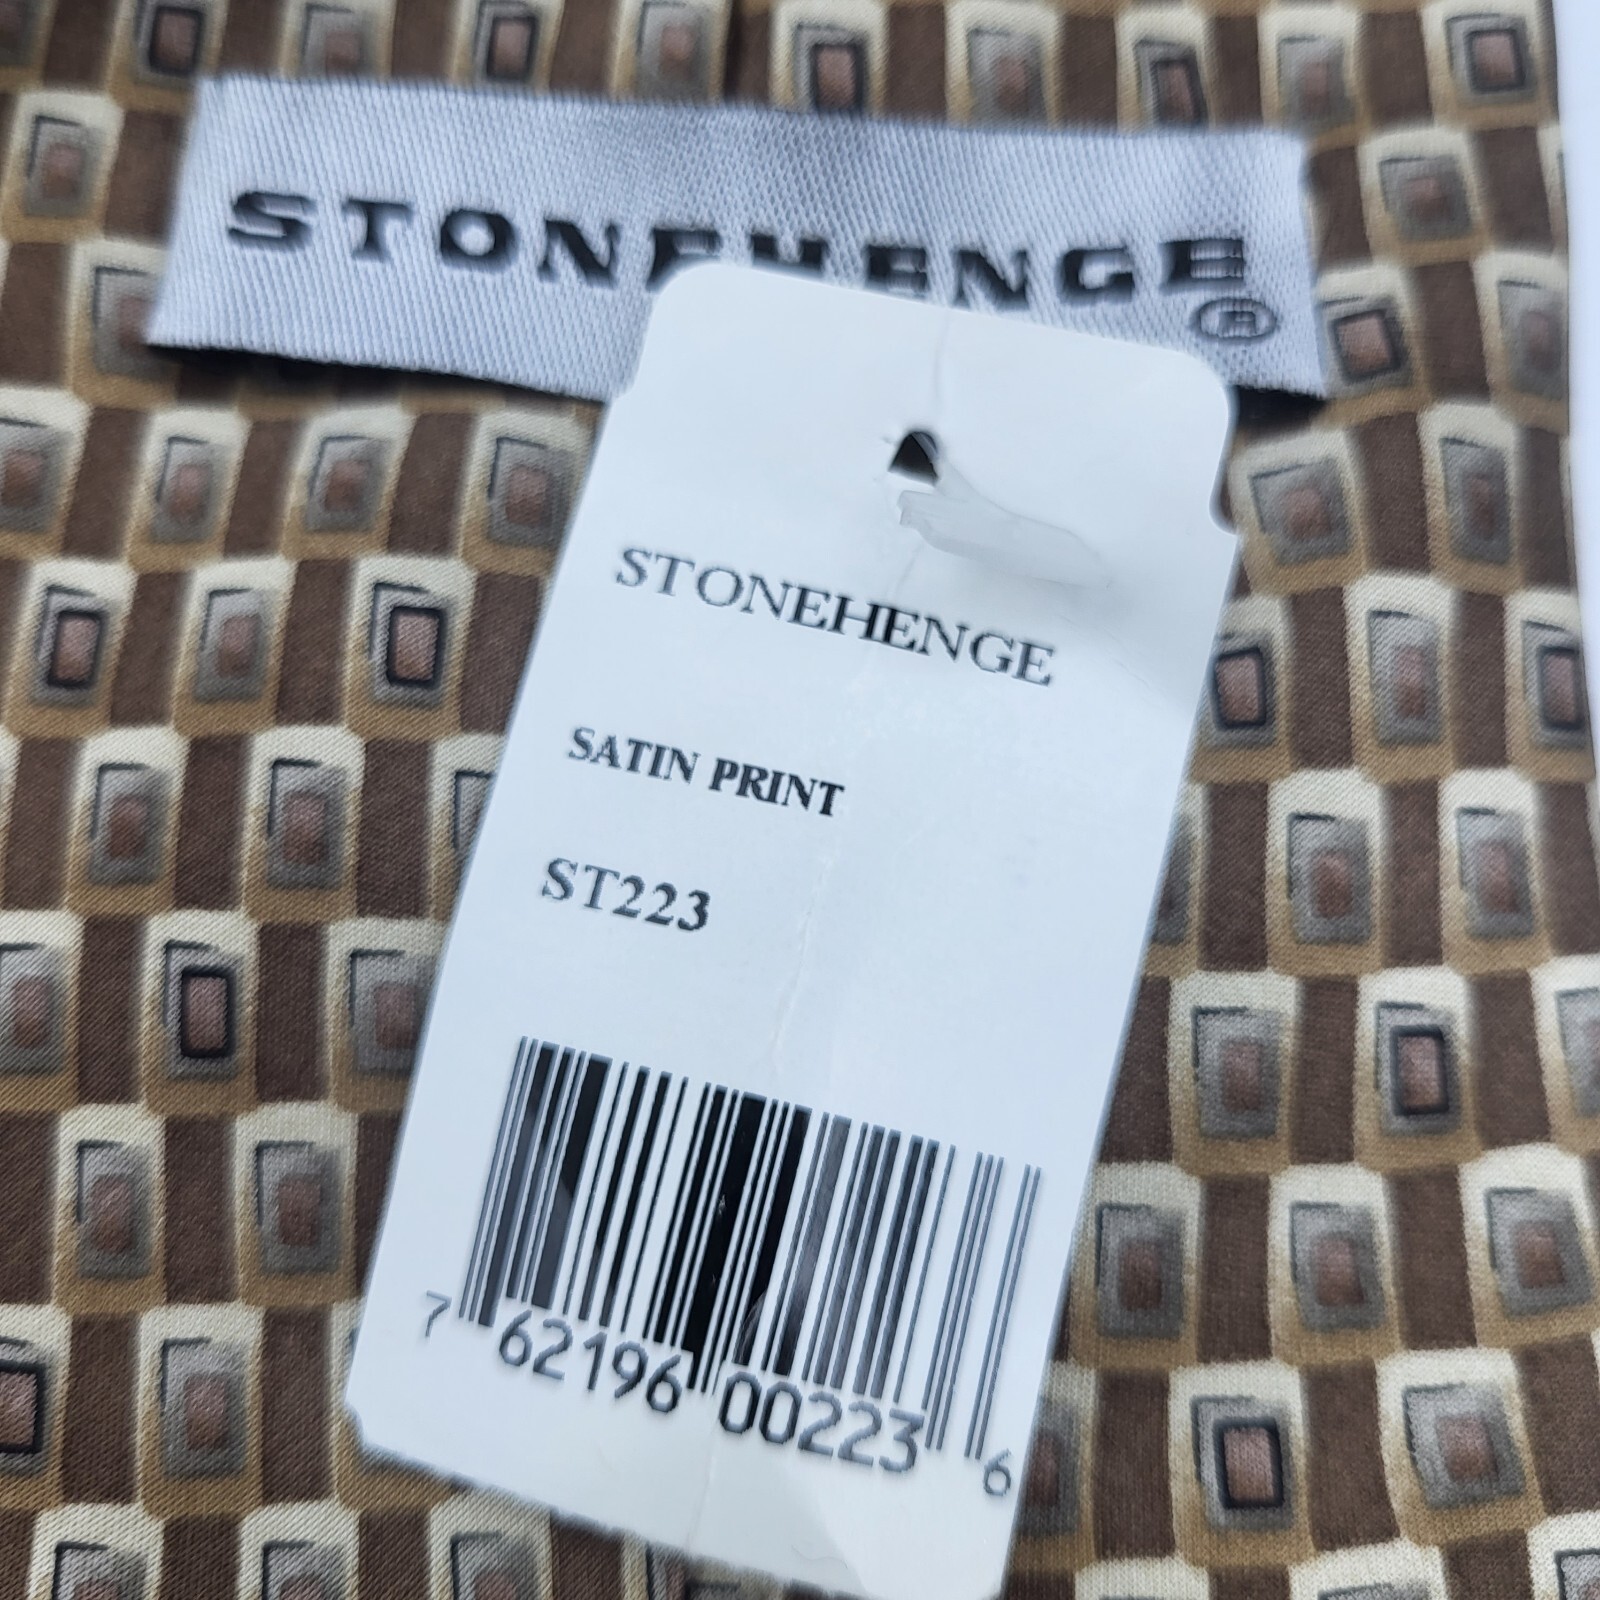 STONEHENGE
®
STONEHENGE
SATIN PRINT
ST223
7 62196 00223 6